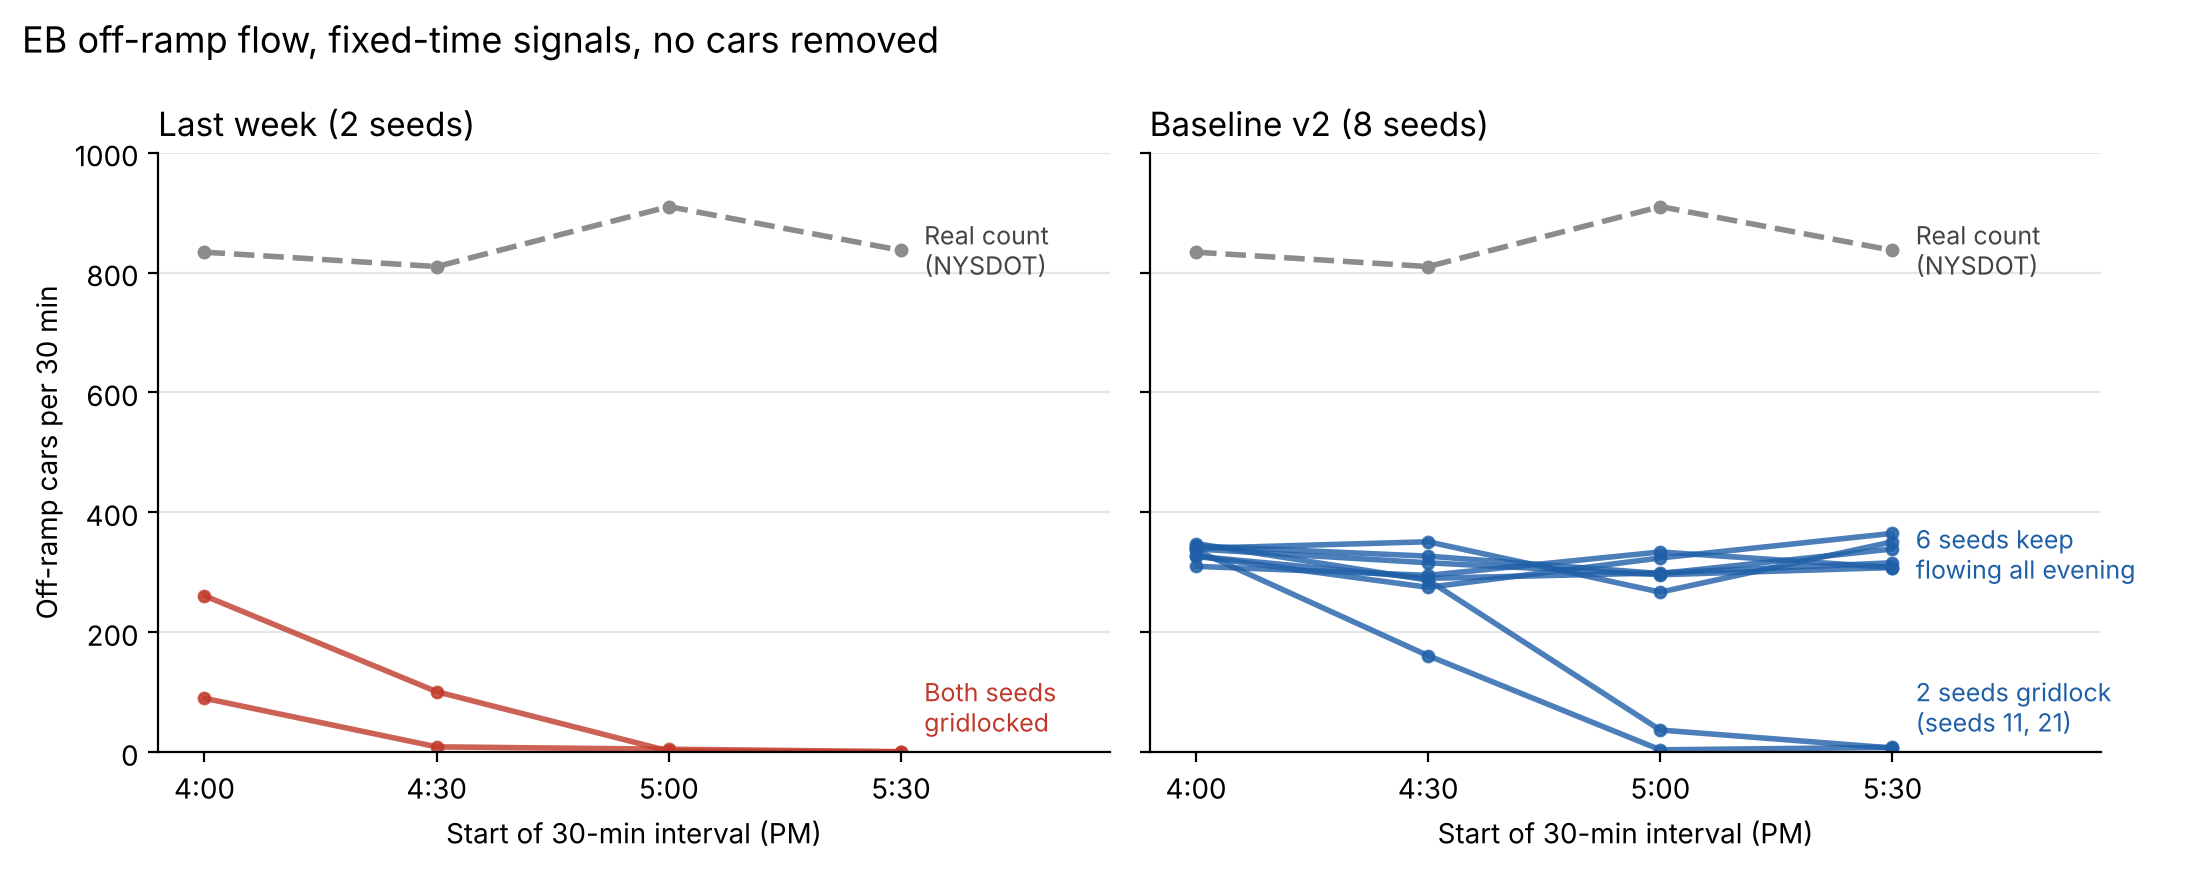 EB off-ramp flow, fixed-time signals, no cars removed
Last week (2 seeds)
Off-ramp cars per 30 min
1000
800
600
400
200
0
Real count
(NYSDOT)
Both seeds
gridlocked
4:00
4:30
5:00
5:30
Start of 30-min interval (PM)
Baseline v2 (8 seeds)
Real count
(NYSDOT)
6 seeds keep
flowing all evening
2 seeds gridlock
(seeds 11, 21)
4:00
4:30
5:00
5:30
Start of 30-min interval (PM)